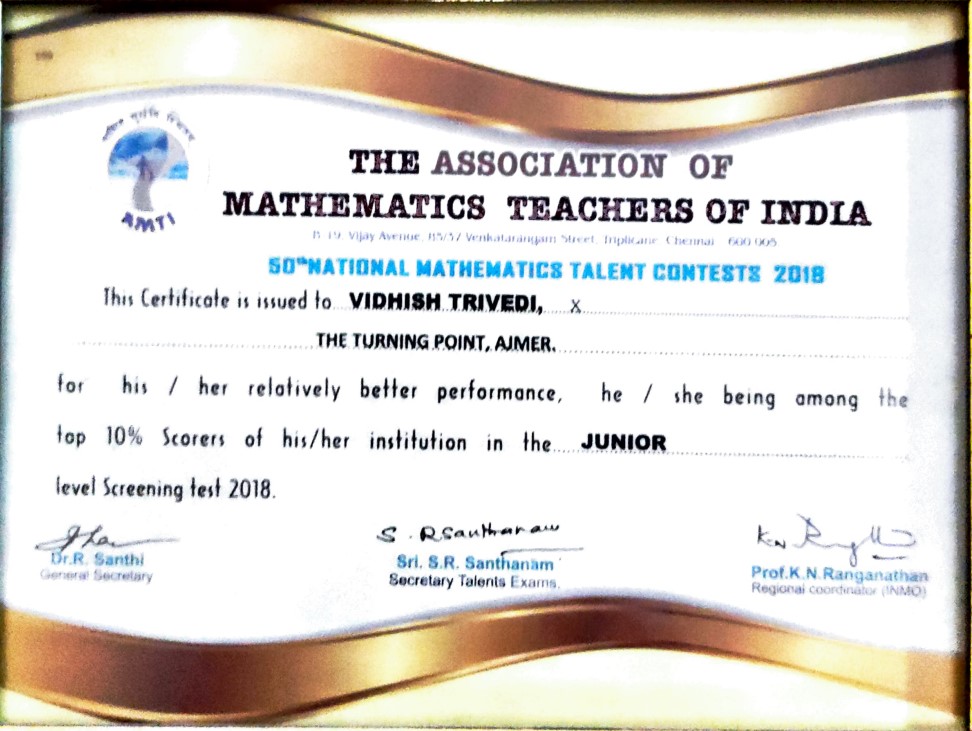 AMTI
THE ASSOCIATION OF
MATHEMATICS TEACHERS OF INDIA
B-19, Vijay Avenue, 85/37 Venkatarangam Street, Triplicane, Chennai 600 005
50th NATIONAL MATHEMATICS TALENT CONTESTS 2018
This Certificate is issued to VIDHISH TRIVEDI, X
THE TURNING POINT, AJMER.
for his / her relatively better performance, he / she being among the
top 10% Scorers of his/her institution in the JUNIOR
level Screening test 2018.
S. R Santhanam
Dr.R. Santhi Sri. S.R. Santhanam Prof.K.N.Ranganathan
General Secretary Secretary Talents Exams. Regional coordinator (INMO)